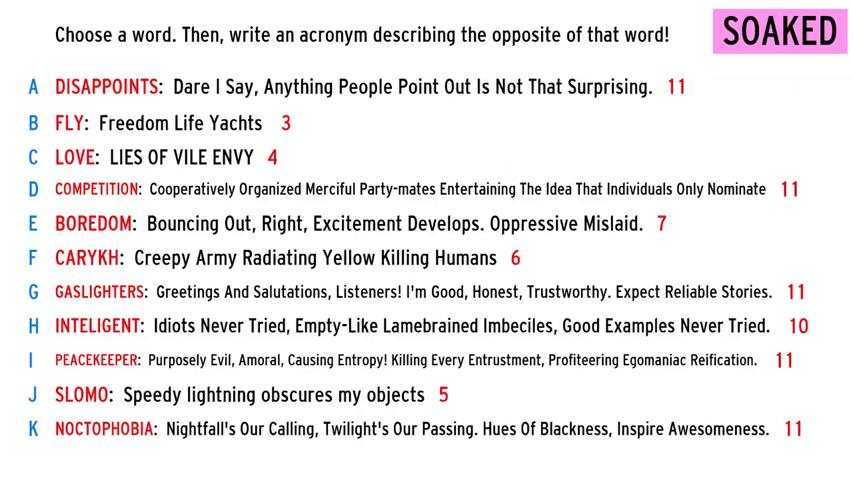 Choose a word. Then, write an acronym describing the opposite of that word!
SOAKED
A DISAPPOINTS: Dare I Say, Anything People Point Out Is Not That Surprising. 11
B FLY: Freedom Life Yachts 3
C LOVE: LIES OF VILE ENVY 4
D COMPETITION: Cooperatively Organized Merciful Party-mates Entertaining The Idea That Individuals Only Nominate 11
E BOREDOM: Bouncing Out, Right, Excitement Develops. Oppressive Mislaid. 7
F CARYKH: Creepy Army Radiating Yellow Killing Humans 6
G GASLIGHTERS: Greetings And Salutations, Listeners! I'm Good, Honest, Trustworthy. Expect Reliable Stories. 11
H INTELIGENT: Idiots Never Tried, Empty-Like Lamebrained Imbeciles, Good Examples Never Tried. 10
I PEACEKEEPER: Purposely Evil, Amoral, Causing Entropy! Killing Every Entrustment, Profiteering Egomaniac Reification. 11
J SLOMO: Speedy lightning obscures my objects 5
K NOCTOPHOBIA: Nightfall's Our Calling, Twilight's Our Passing. Hues Of Blackness, Inspire Awesomeness. 11